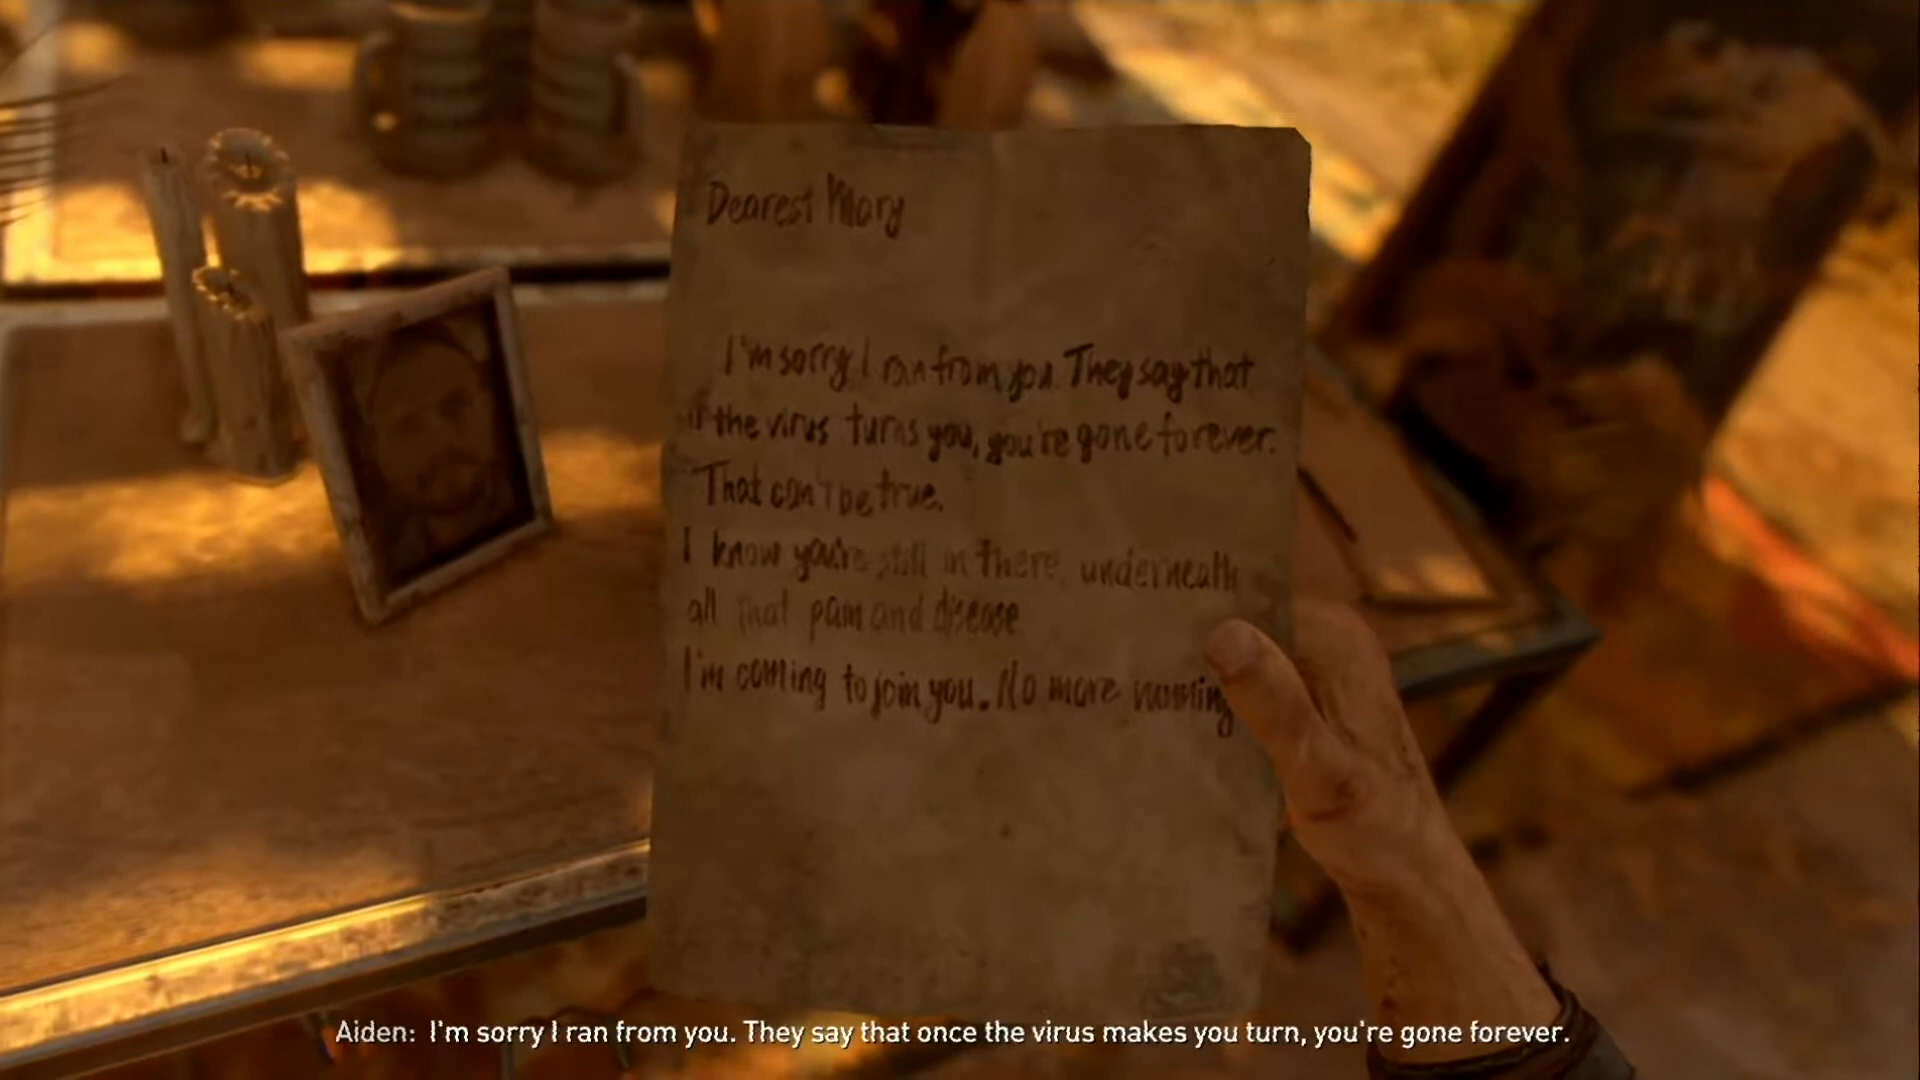 Dearest Mary
I'm sorry I ran from you. They say that
if the virus turns you, you're gone forever.
That can't be true.
I know you're still in there, underneath
all that pain and disease
I'm coming to join you. No more running
Aiden: I'm sorry I ran from you. They say that once the virus makes you turn, you're gone forever.